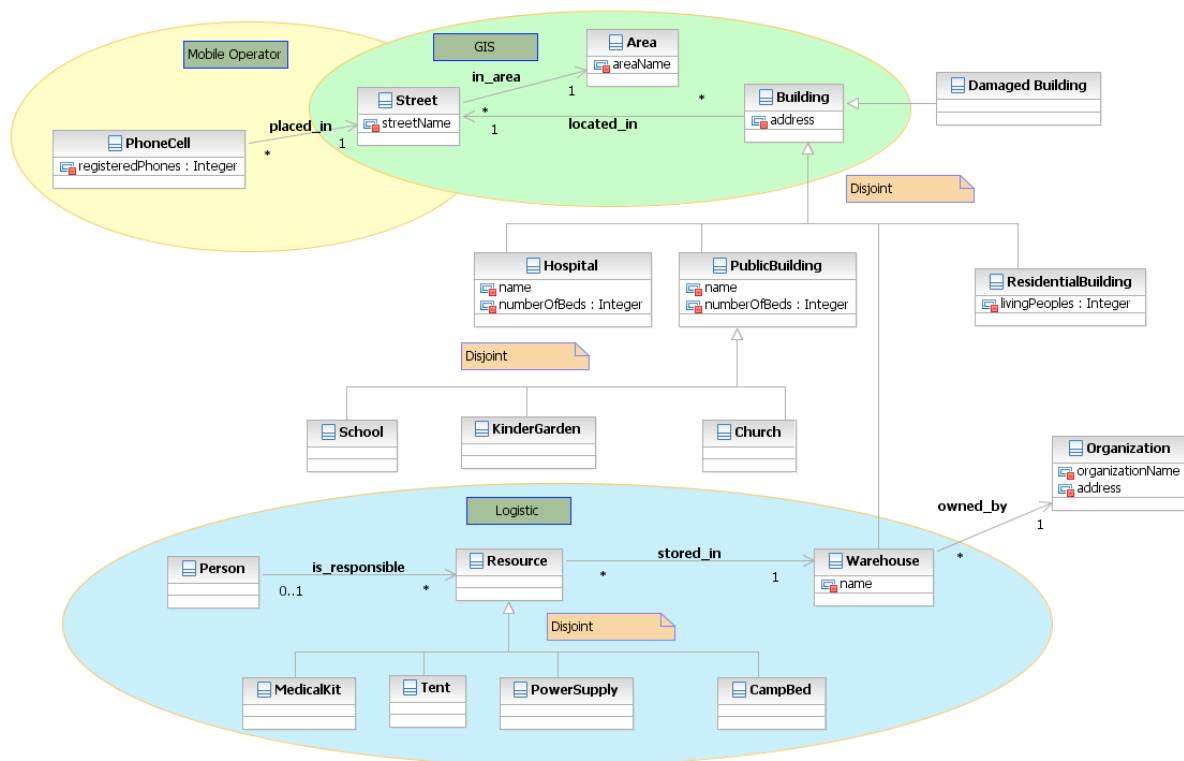 Mobile Operator
GIS
Area
areaName
in_area
*
1
Street
streetName
*
Building
address
Damaged Building
placed_in
*
1
1
located_in
PhoneCell
registeredPhones : Integer
Disjoint
Hospital
name
numberOfBeds : Integer
PublicBuilding
name
numberOfBeds : Integer
ResidentialBuilding
livingPeoples : Integer
Disjoint
School
KinderGarden
Church
Organization
organizationName
address
Logistic
owned_by
1
*
Person
is_responsible
0..1
*
Resource
stored_in
*
1
Warehouse
name
Disjoint
MedicalKit
Tent
PowerSupply
CampBed